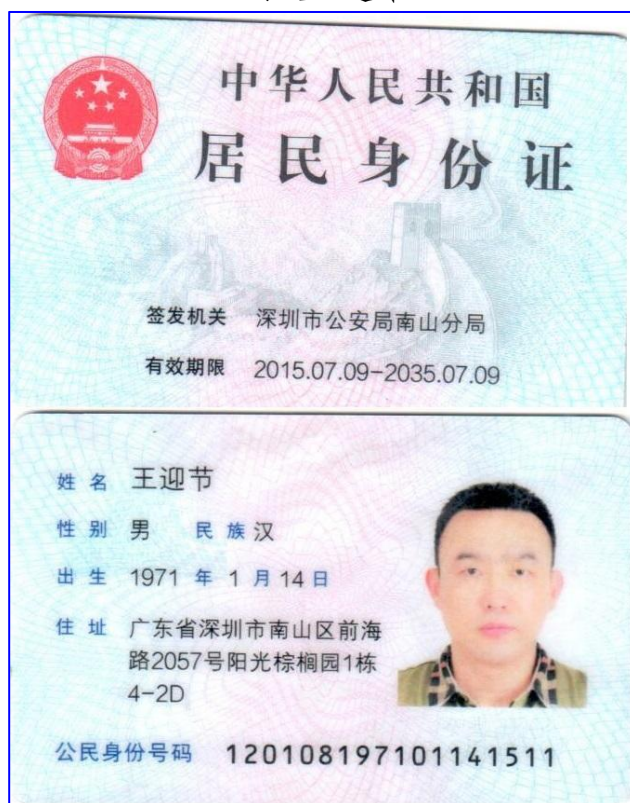 中华人民共和国
居民身份证
签发机关 深圳市公安局南山分局
有效期限 2015.07.09-2035.07.09
姓名 王迎节
性别 男 民族 汉
出生 1971 年 1 月 14 日
住址 广东省深圳市南山区前海
路2057号阳光棕榈园1栋
4-2D
公民身份号码 120108197101141511